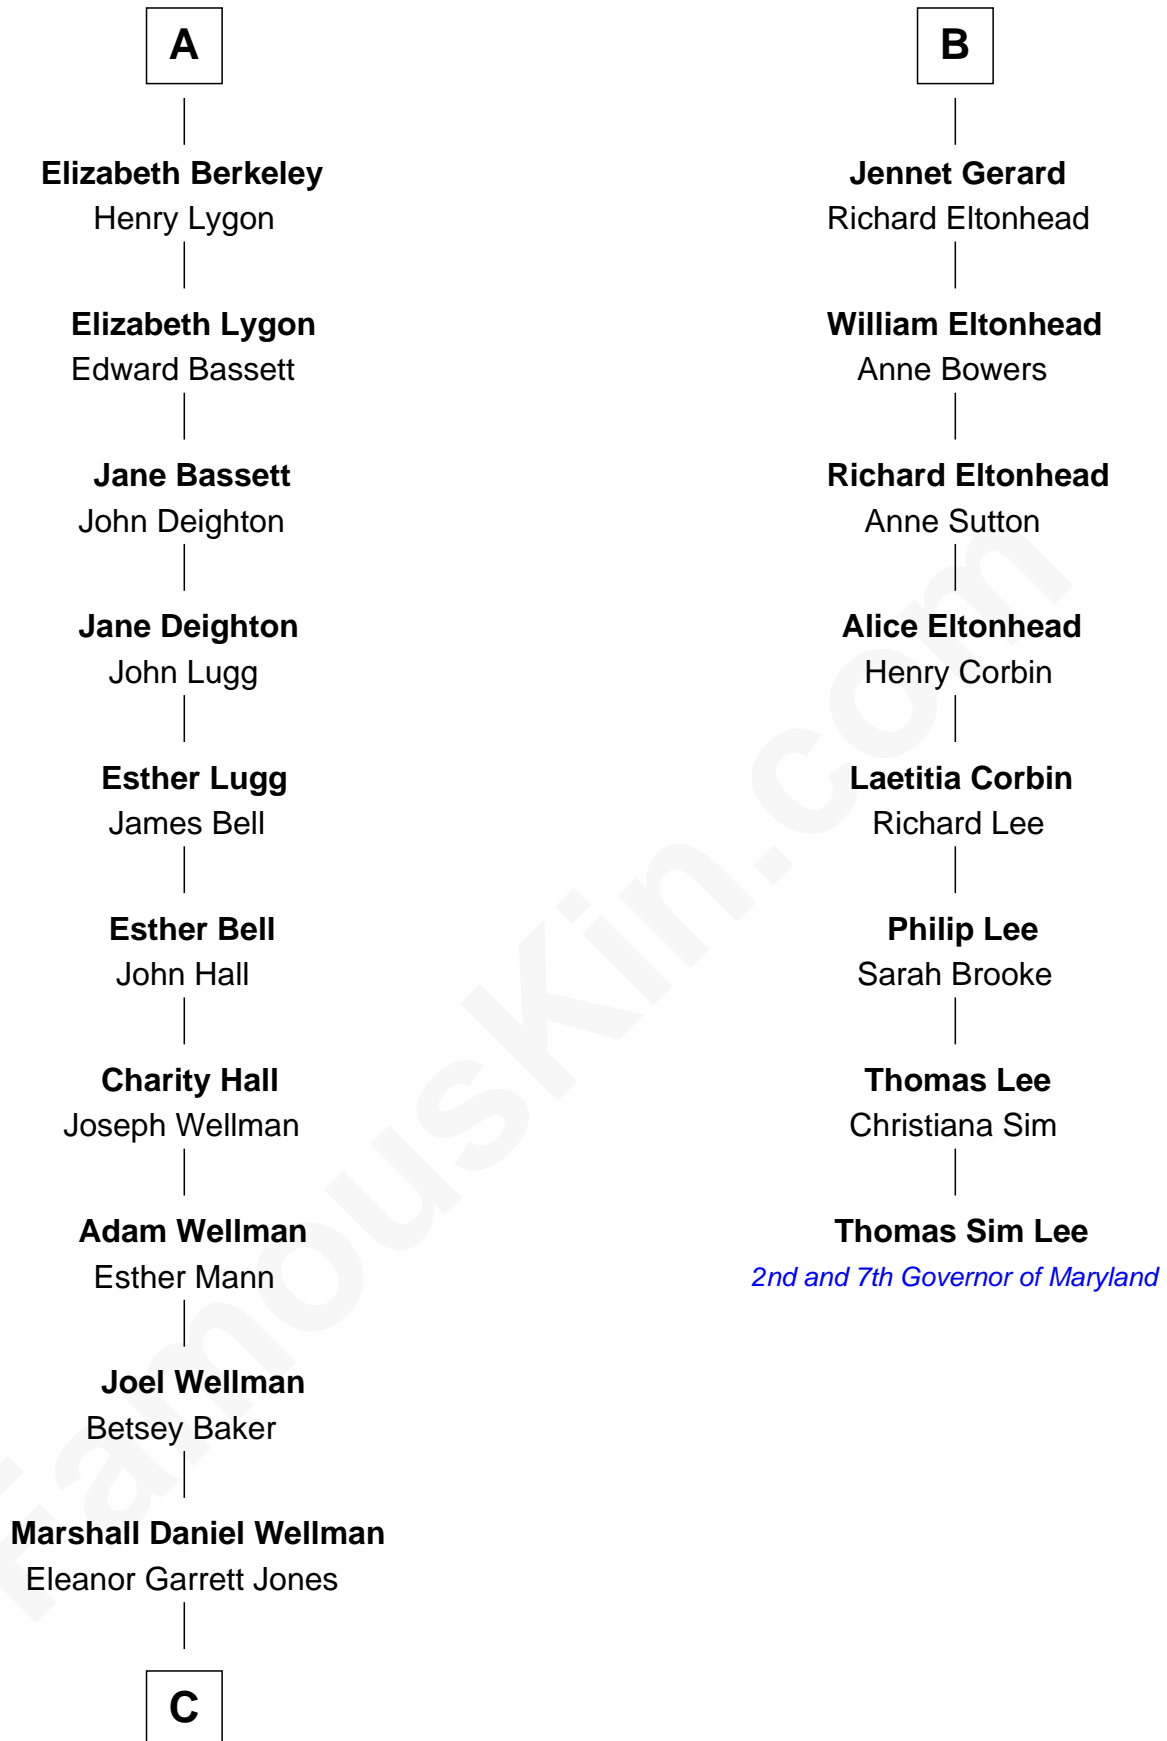 A
Elizabeth Berkeley
Henry Lygon
Elizabeth Lygon
Edward Bassett
Jane Bassett
John Deighton
Jane Deighton
John Lugg
Esther Lugg
James Bell
Esther Bell
John Hall
Charity Hall
Joseph Wellman
Adam Wellman
Esther Mann
Joel Wellman
Betsey Baker
Marshall Daniel Wellman
Eleanor Garrett Jones
C
B
Jennet Gerard
Richard Eltonhead
William Eltonhead
Anne Bowers
Richard Eltonhead
Anne Sutton
Alice Eltonhead
Henry Corbin
Laetitia Corbin
Richard Lee
Philip Lee
Sarah Brooke
Thomas Lee
Christiana Sim
Thomas Sim Lee
2nd and 7th Governor of Maryland
FamousKin.com